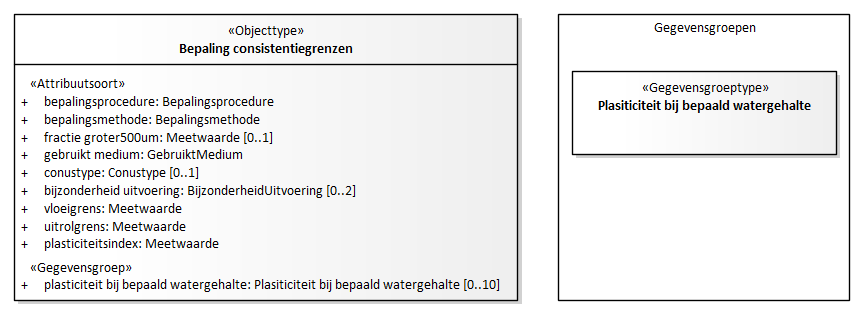 «Objecttype»
Bepaling consistentiegrenzen
«Attribuutsoort»
+ bepalingsprocedure: Bepalingsprocedure
+ bepalingsmethode: Bepalingsmethode
+ fractie groter500um: Meetwaarde [0..1]
+ gebruikt medium: GebruiktMedium
+ conustype: Conustype [0..1]
+ bijzonderheid uitvoering: BijzonderheidUitvoering [0..2]
+ vloeigrens: Meetwaarde
+ uitrolgrens: Meetwaarde
+ plasticiteitsindex: Meetwaarde
«Gegevensgroep»
+ plasticiteit bij bepaald watergehalte: Plasiticiteit bij bepaald watergehalte [0..10]
Gegevensgroepen
«Gegevensgroeptype»
Plasiticiteit bij bepaald watergehalte